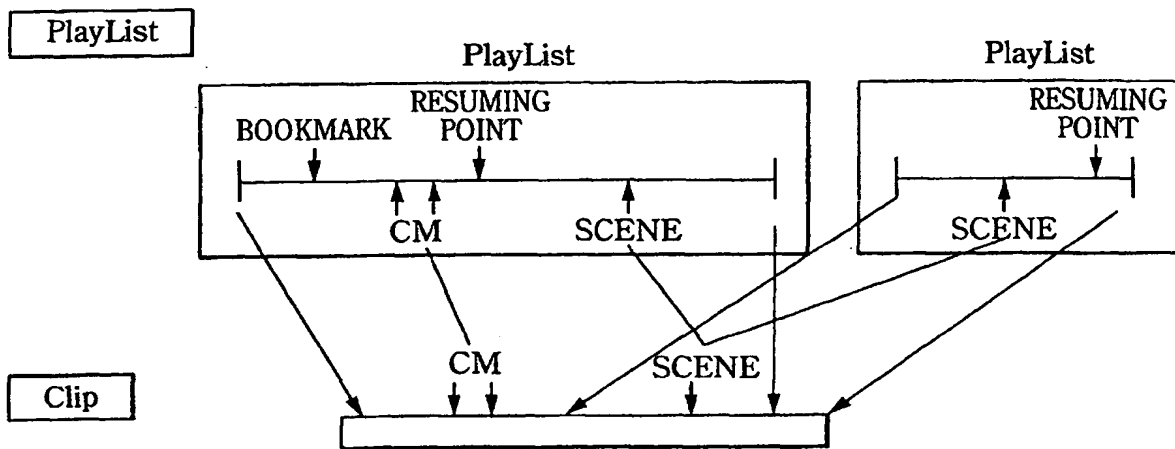 PlayList
PlayList
PlayList
BOOKMARK
RESUMING
POINT
RESUMING
POINT
CM
SCENE
SCENE
CM
SCENE
Clip